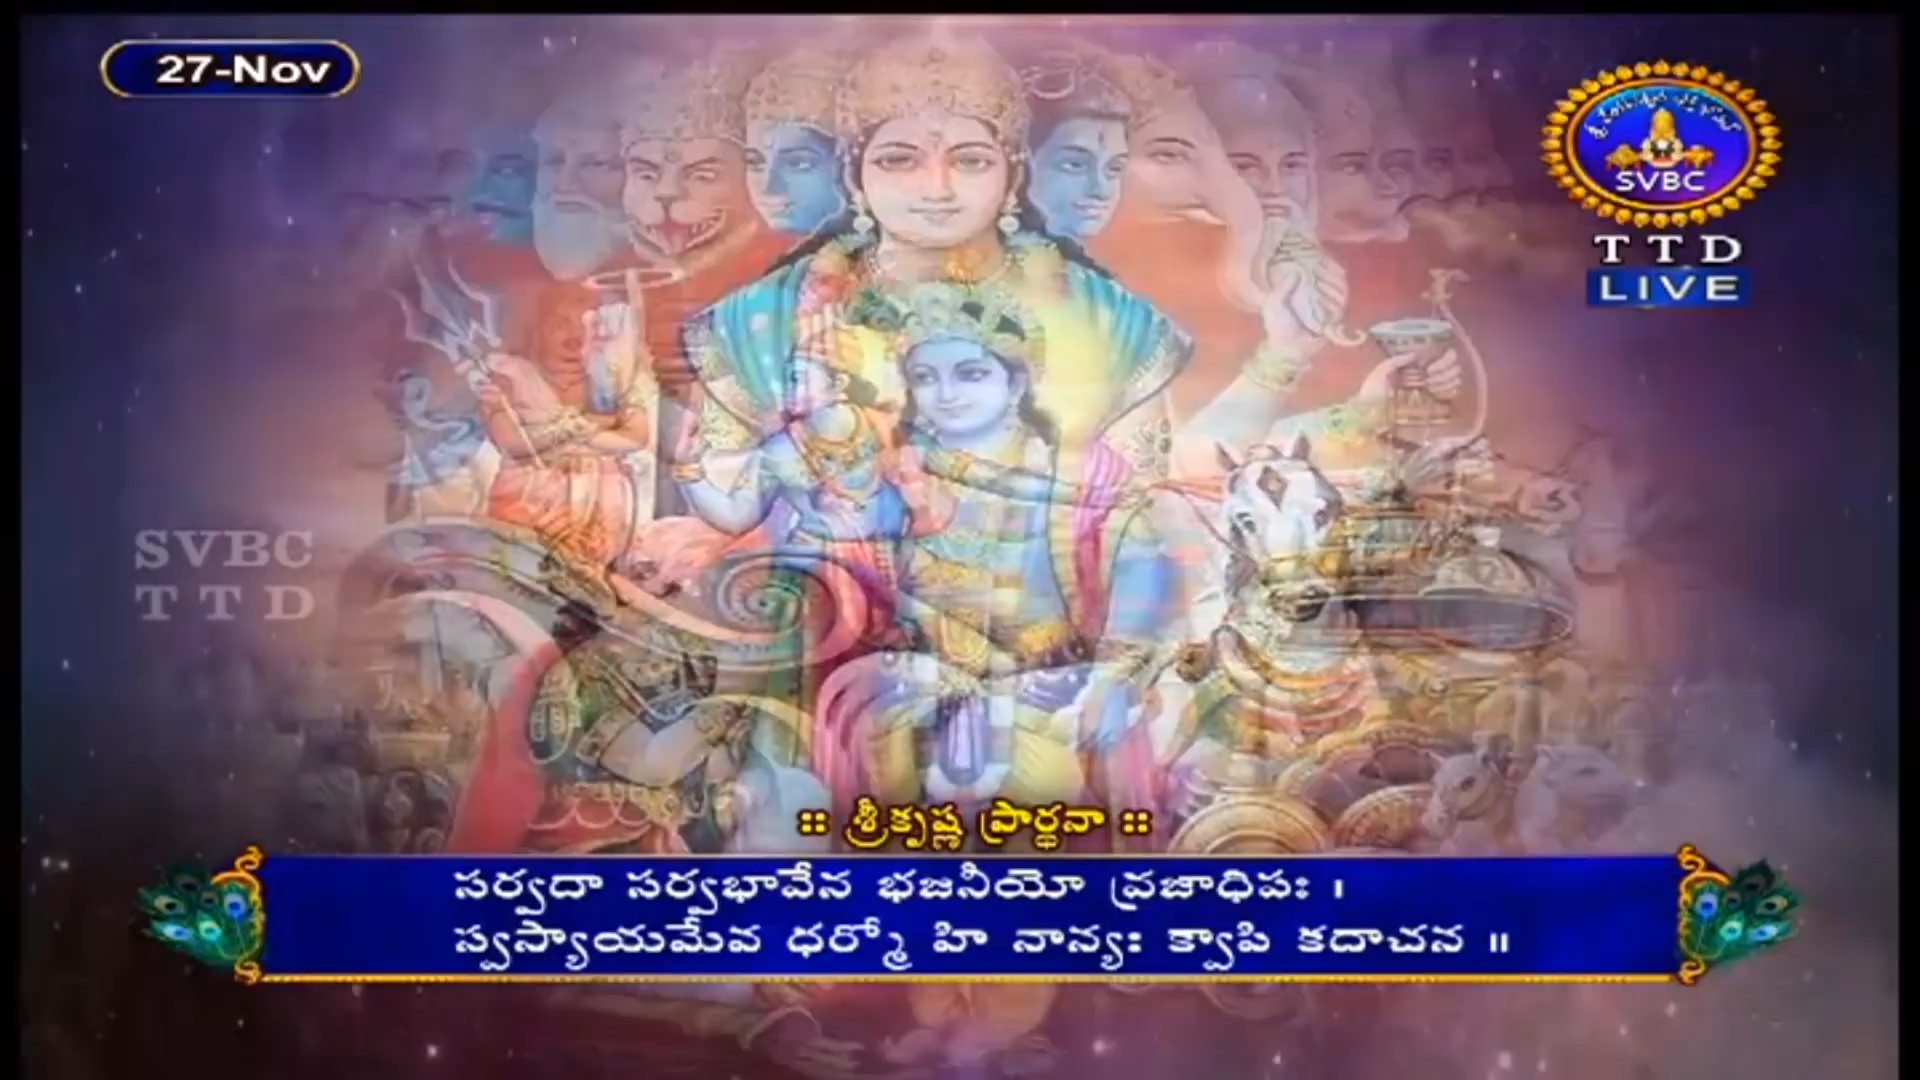 27-Nov
SVBC
TTD
LIVE
SVBC
TTD
:: శ్రీకృష్ణ ప్రార్థనా ::
సర్వదా సర్వభావేన భజనీయో వ్రజాధిపః ।
స్వస్యాయమేవ ధర్మో హి నాన్యః క్వాపి కదాచన ॥